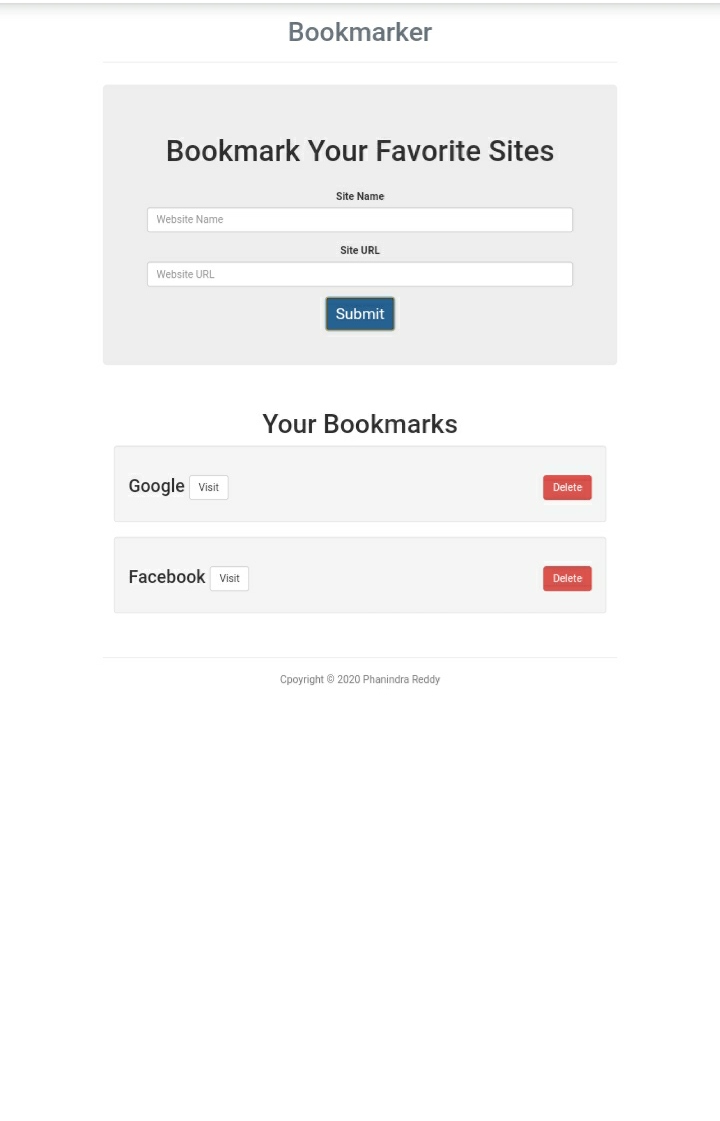 Bookmarker
Bookmark Your Favorite Sites
Site Name
Website Name
Site URL
Website URL
Submit
Your Bookmarks
Google Visit Delete
Facebook Visit Delete
Cpoyright © 2020 Phanindra Reddy